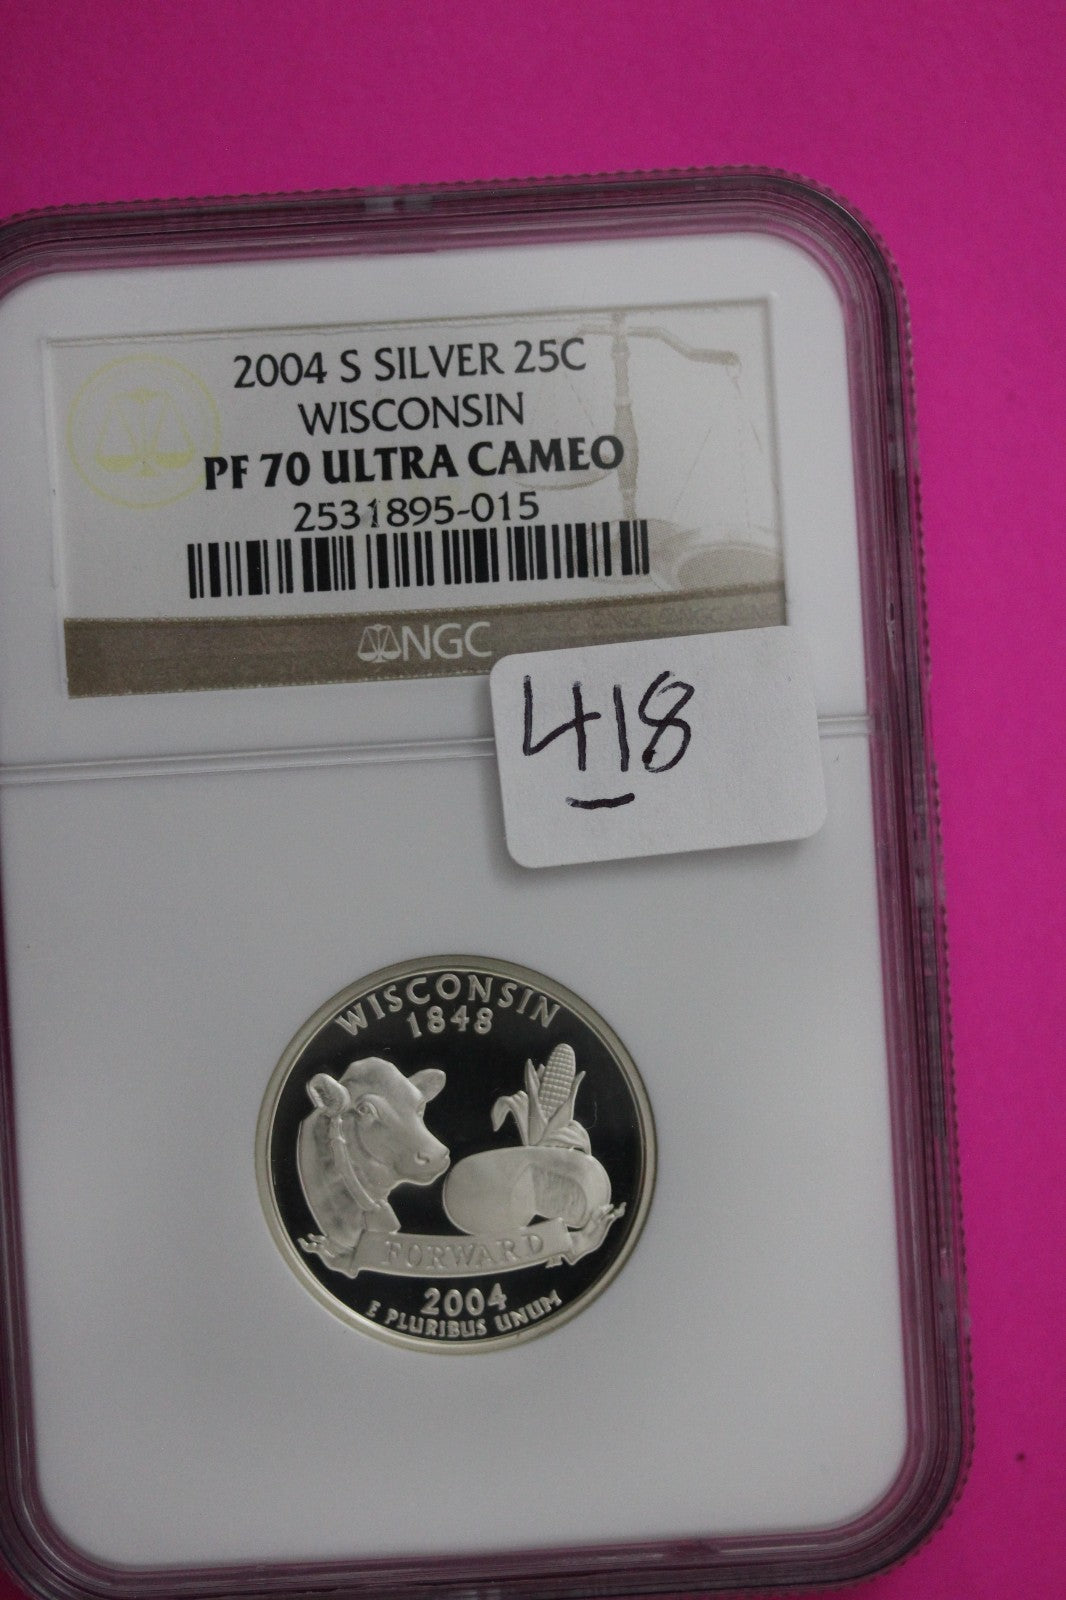 2004 S SILVER 25C
WISCONSIN
PF 70 ULTRA CAMEO
2531895-015
NGC
418
WISCONSIN
1848
FORWARD
2004
E PLURIBUS UNUM